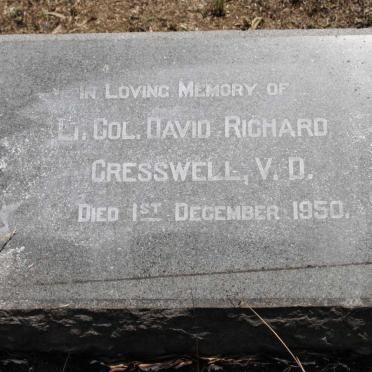 In Loving Memory of
Lt. Col. David Richard
Cresswell, V. D.
Died 1st December 1950.